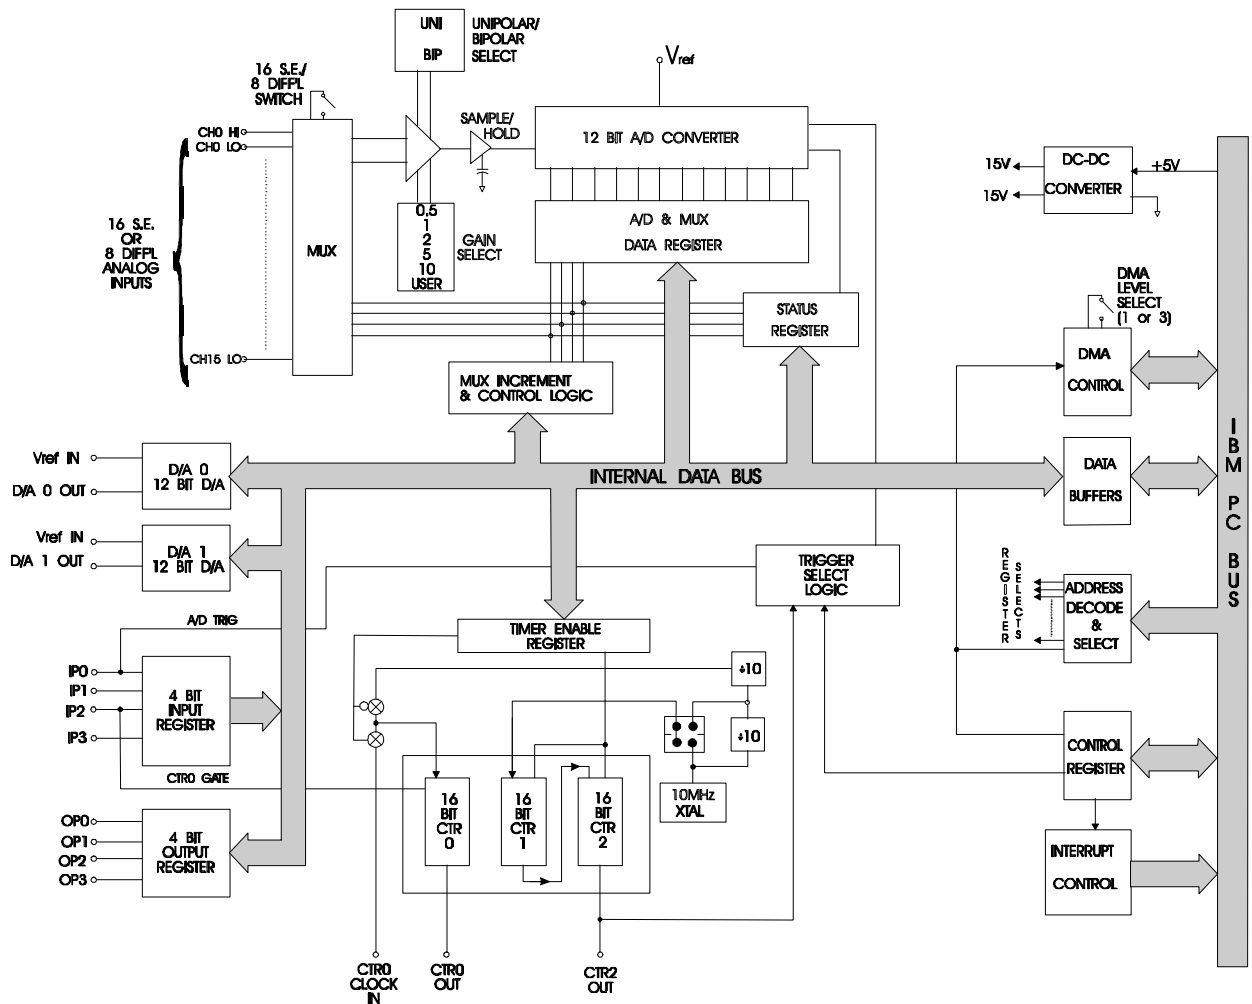 UNI
BIP
UNIPOLAR/
BIPOLAR
SELECT
Vref
16 S.E./
8 DIFF'L
SWITCH
SAMPLE/
HOLD
12 BIT A/D CONVERTER
CH0 HI
CH0 LO
15V
15V
DC-DC
CONVERTER
+5V
16 S.E.
OR
8 DIFF'L
ANALOG
INPUTS
MUX
0.5
1
2
5
10
USER
GAIN
SELECT
A/D & MUX
DATA REGISTER
STATUS
REGISTER
DMA
LEVEL
SELECT
(1 or 3)
CH15 LO
MUX INCREMENT
& CONTROL LOGIC
DMA
CONTROL
Vref IN
D/A 0 OUT
D/A 0
12 BIT D/A
INTERNAL DATA BUS
DATA
BUFFERS
IBM PC BUS
Vref IN
D/A 1 OUT
D/A 1
12 BIT D/A
TRIGGER
SELECT
LOGIC
REGISTER
SELECTS
ADDRESS
DECODE
&
SELECT
A/D TRIG
TIMER ENABLE
REGISTER
IP0
IP1
IP2
IP3
4 BIT
INPUT
REGISTER
÷10
÷10
CONTROL
REGISTER
CTR0 GATE
16
BIT
CTR
0
16
BIT
CTR
1
16
BIT
CTR
2
10MHz
XTAL
OP0
OP1
OP2
OP3
4 BIT
OUTPUT
REGISTER
INTERRUPT
CONTROL
CTR0
CLOCK
IN
CTR0
OUT
CTR2
OUT